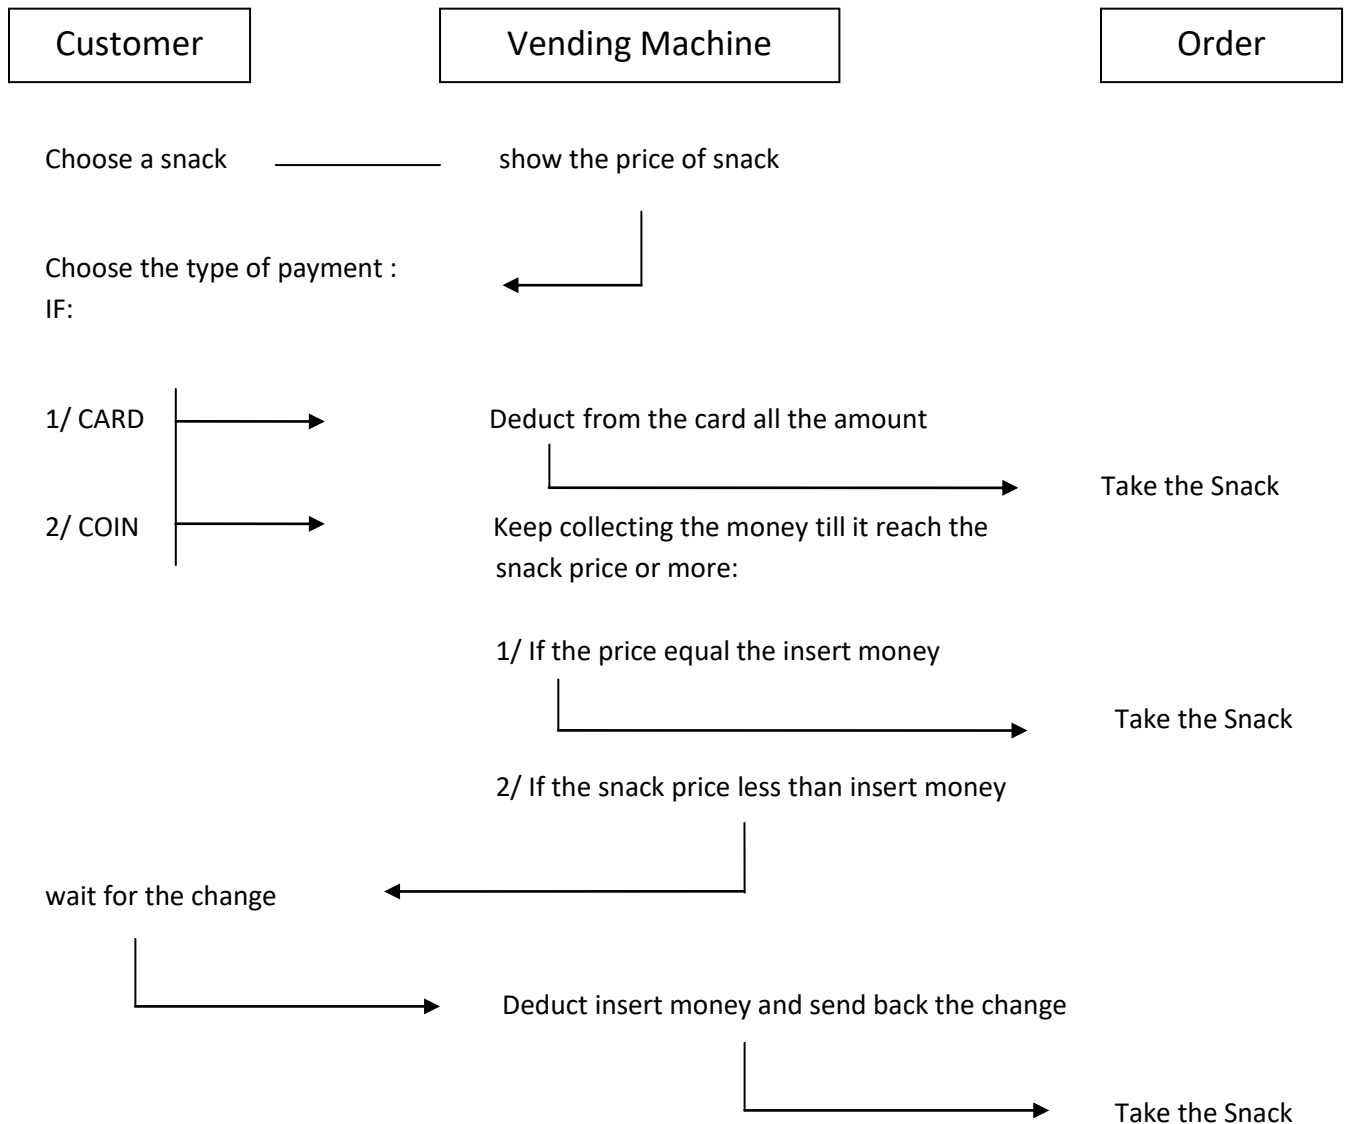 Customer
Vending Machine
Order
Choose a snack
show the price of snack
Choose the type of payment :
IF:
1/ CARD
Deduct from the card all the amount
Take the Snack
2/ COIN
Keep collecting the money till it reach the
snack price or more:
1/ If the price equal the insert money
Take the Snack
2/ If the snack price less than insert money
wait for the change
Deduct insert money and send back the change
Take the Snack